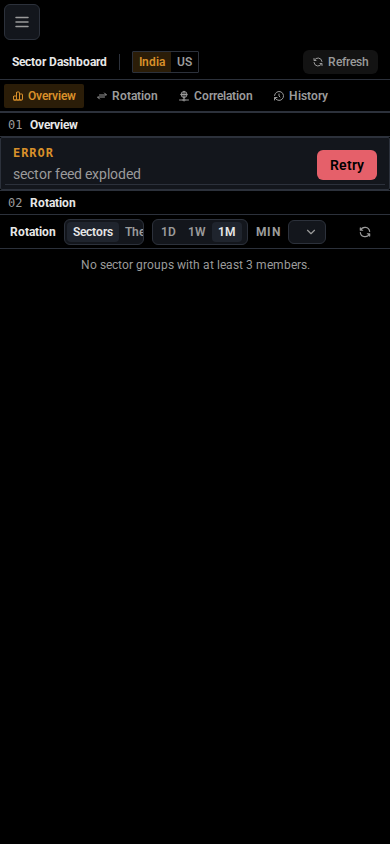 Sector Dashboard India US Refresh
Overview Rotation Correlation History
01 Overview
ERROR
sector feed exploded
Retry
02 Rotation
Rotation Sectors The 1D 1W 1M MIN
No sector groups with at least 3 members.